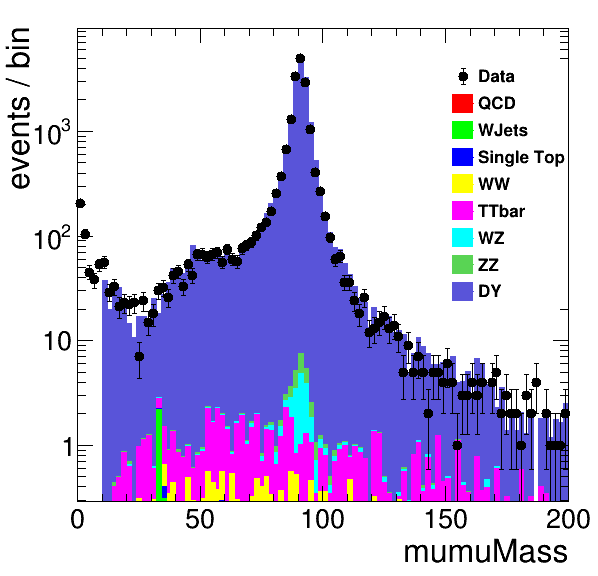 events / bin
10³
10²
10
1
0 50 100 150 200
mumuMass
Data
QCD
WJets
Single Top
WW
TTbar
WZ
ZZ
DY